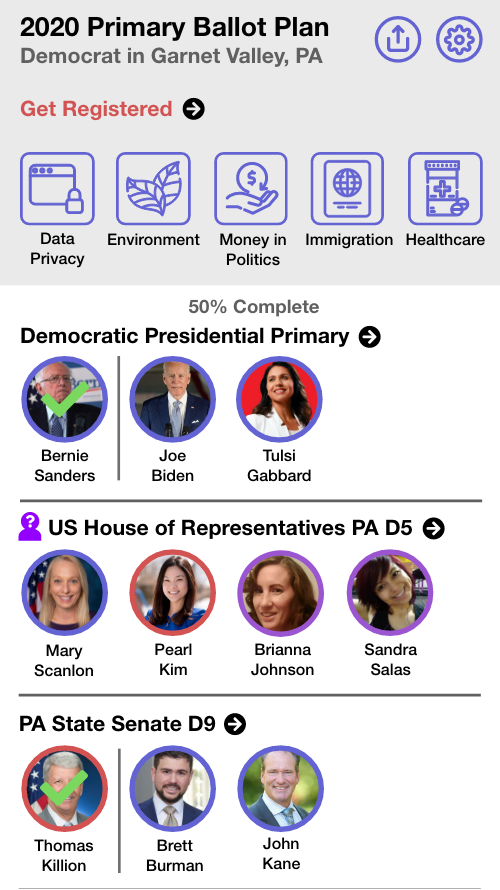 2020 Primary Ballot Plan
Democrat in Garnet Valley, PA
Get Registered
Data Privacy
Environment
Money in Politics
Immigration
Healthcare
50% Complete
Democratic Presidential Primary
Bernie Sanders
Joe Biden
Tulsi Gabbard
?
US House of Representatives PA D5
Mary Scanlon
Pearl Kim
Brianna Johnson
Sandra Salas
PA State Senate D9
Thomas Killion
Brett Burman
John Kane